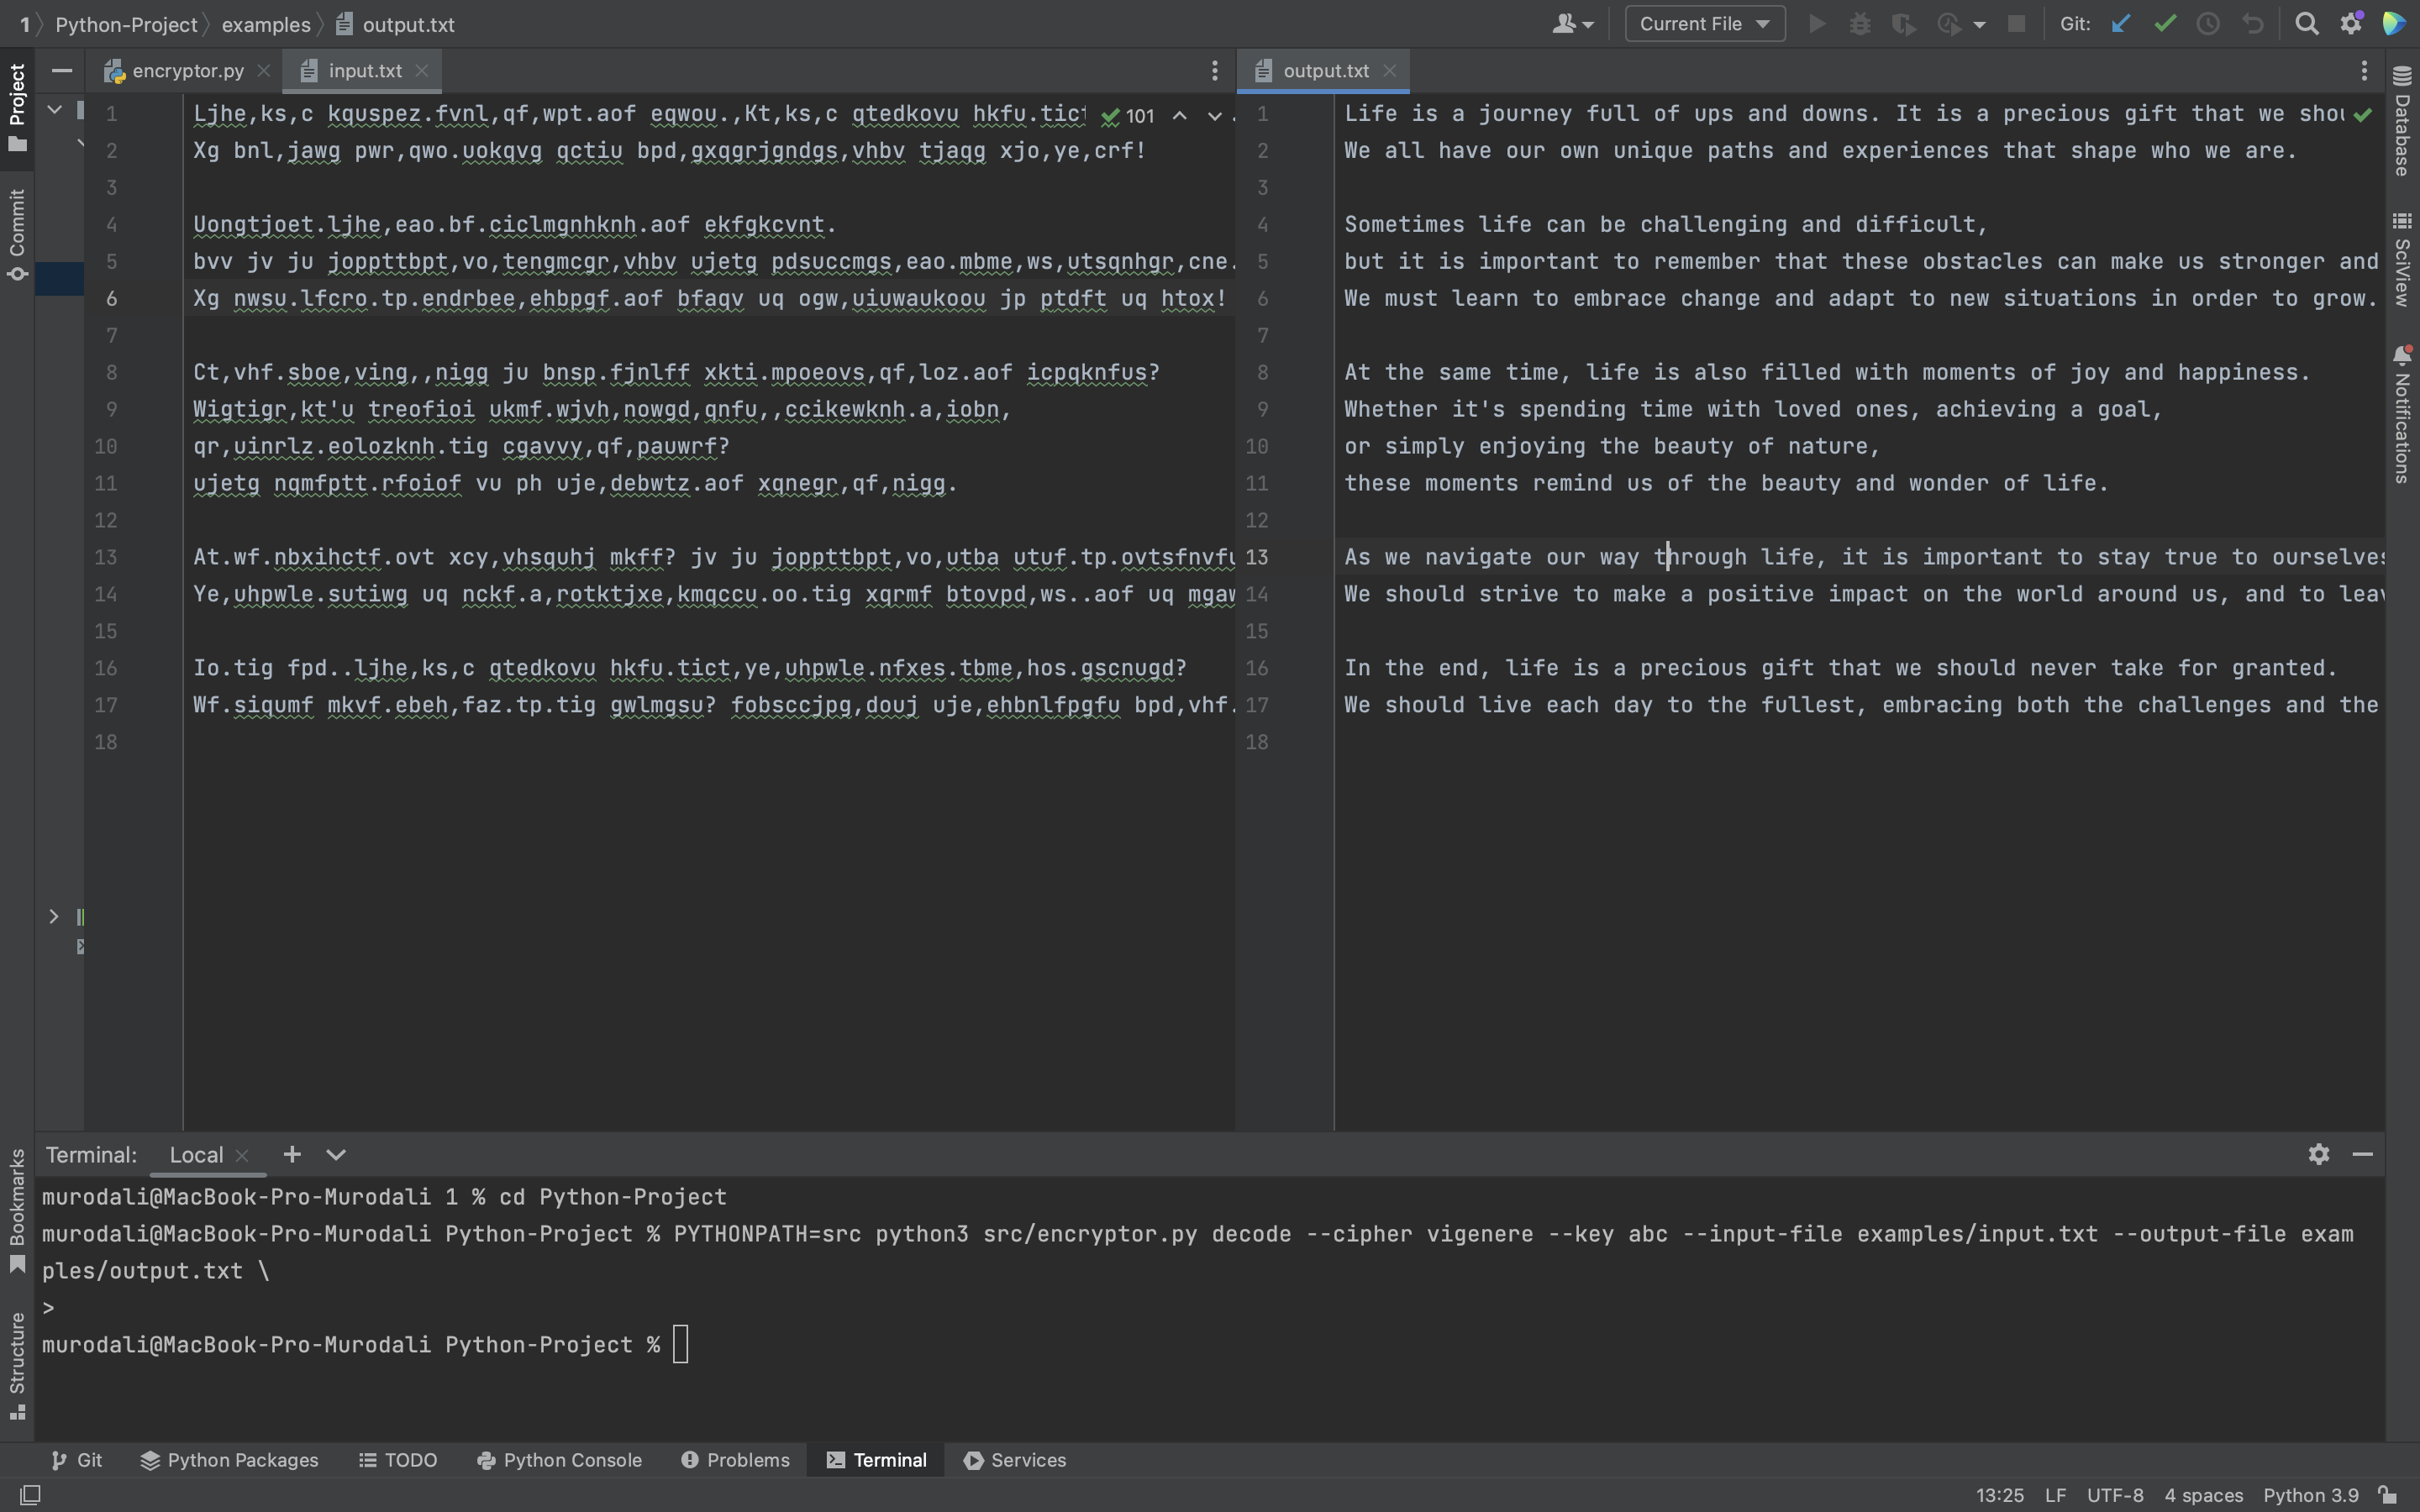 1 Python-Project examples output.txt Current File Git:
Project
Commit
Bookmarks
Structure
encryptor.py input.txt
101
1 Ljhe,ks,c kquspez.fvnl,qf,wpt.aof eqwou.,Kt,ks,c qtedkovu hkfu.tict
2 Xg bnl,jawg pwr,qwo.uokqvg qctiu bpd,gxqgrjgndgs,vhbv tjaqg xjo,ye,crf!
3
4 Uongtjoet.ljhe,eao.bf.ciclmgnhknh.aof ekfgkcvnt.
5 bvv jv ju joppttbpt,vo,tengmcgr,vhbv ujetg pdsuccmgs,eao.mbme,ws,utsqnhgr,cne.
6 Xg nwsu.lfcro.tp.endrbee,ehbpgf.aof bfaqv uq ogw,uiuwaukoou jp ptdft uq htox!
7
8 Ct,vhf.sboe,ving,,nigg ju bnsp.fjnlff xkti.mpoeovs,qf,loz.aof icpqknfus?
9 Wigtigr,kt'u treofioi ukmf.wjvh,nowgd,qnfu,,ccikewknh.a,iobn,
10 qr,uinrlz.eolozknh.tig cgavvy,qf,pauwrf?
11 ujetg nqmfptt.rfoiof vu ph uje,debwtz.aof xqnegr,qf,nigg.
12
13 At.wf.nbxihctf.ovt xcy,vhsquhj mkff? jv ju joppttbpt,vo,utba utuf.tp.ovtsfnvfu
14 Ye,uhpwle.sutiwg uq nckf.a,rotktjxe,kmqccu.oo.tig xqrmf btovpd,ws..aof uq mgaw
15
16 Io.tig fpd..ljhe,ks,c qtedkovu hkfu.tict,ye,uhpwle.nfxes.tbme,hos.gscnugd?
17 Wf.siqumf mkvf.ebeh,faz.tp.tig gwlmgsu? fobsccjpg,douj uje,ehbnlfpgfu bpd,vhf.
18
output.txt
1 Life is a journey full of ups and downs. It is a precious gift that we shou
2 We all have our own unique paths and experiences that shape who we are.
3
4 Sometimes life can be challenging and difficult,
5 but it is important to remember that these obstacles can make us stronger and
6 We must learn to embrace change and adapt to new situations in order to grow.
7
8 At the same time, life is also filled with moments of joy and happiness.
9 Whether it's spending time with loved ones, achieving a goal,
10 or simply enjoying the beauty of nature,
11 these moments remind us of the beauty and wonder of life.
12
13 As we navigate our way through life, it is important to stay true to ourselves
14 We should strive to make a positive impact on the world around us, and to leav
15
16 In the end, life is a precious gift that we should never take for granted.
17 We should live each day to the fullest, embracing both the challenges and the
18
Database
SciView
Notifications
Terminal: Local
murodali@MacBook-Pro-Murodali 1 % cd Python-Project
murodali@MacBook-Pro-Murodali Python-Project % PYTHONPATH=src python3 src/encryptor.py decode --cipher vigenere --key abc --input-file examples/input.txt --output-file exam
ples/output.txt \
>
murodali@MacBook-Pro-Murodali Python-Project %
Git Python Packages TODO Python Console Problems Terminal Services
13:25 LF UTF-8 4 spaces Python 3.9